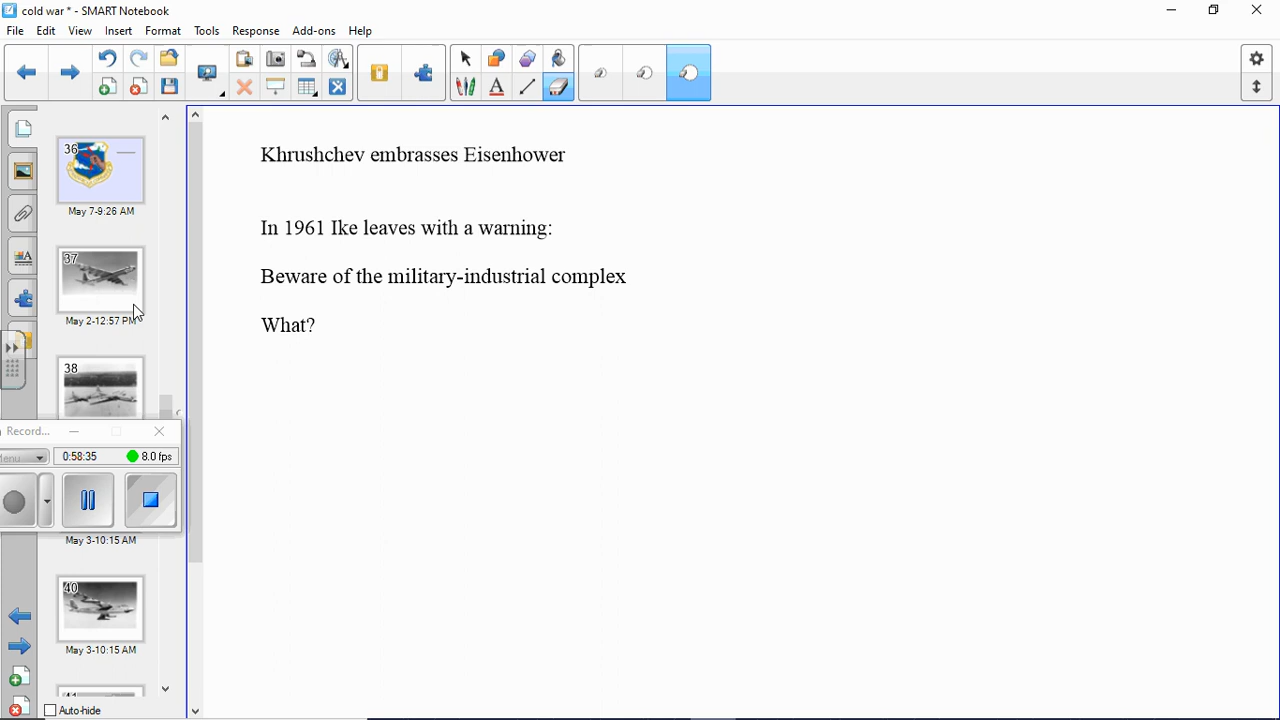 cold war * - SMART Notebook
File Edit View Insert Format Tools Response Add-ons Help
36
May 7-9:26 AM
37
May 2-12:57 PM
38
Record...
Menu
0:58:35 8.0 fps
May 3-10:15 AM
40
May 3-10:15 AM
41
Auto-hide
Khrushchev embrasses Eisenhower
In 1961 Ike leaves with a warning:
Beware of the military-industrial complex
What?